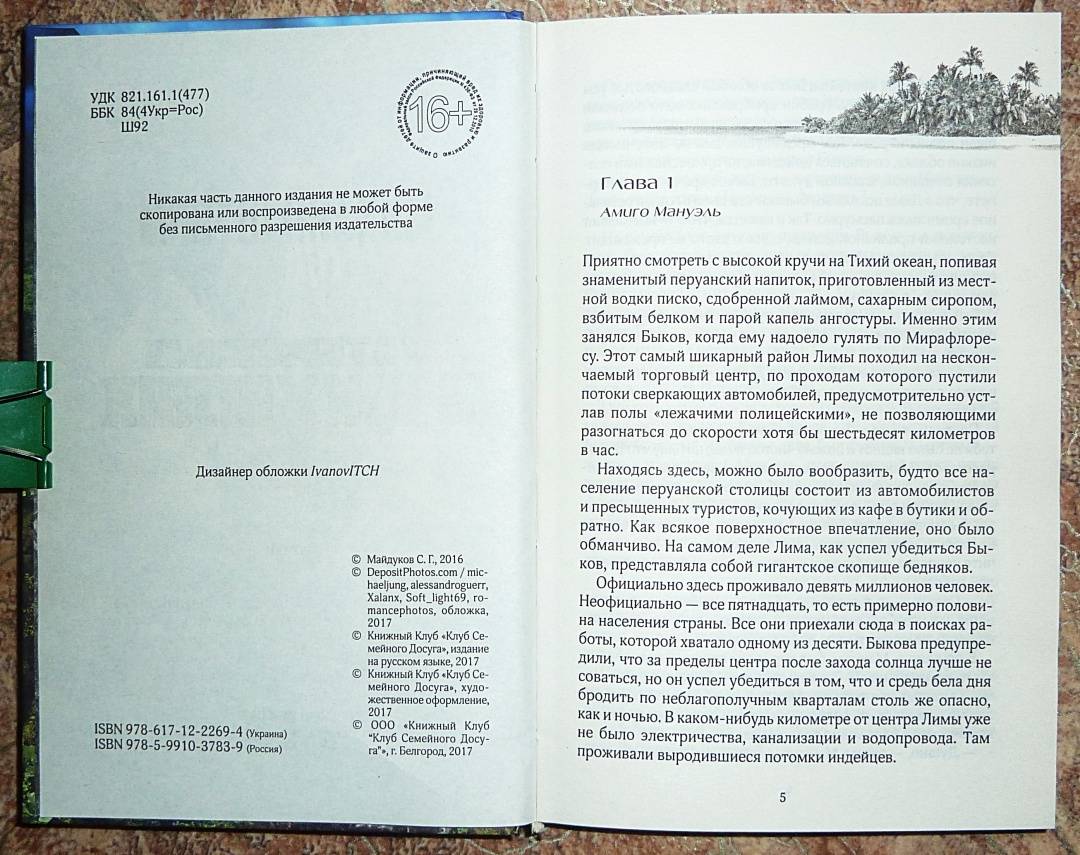 УДК 821.161.1(477)
ББК 84(4Укр=Рос)
Ш92
16+
Никакая часть данного издания не может быть
скопирована или воспроизведена в любой форме
без письменного разрешения издательства
Дизайнер обложки IvanovITCH
© Майдуков С. Г., 2016
© DepositPhotos.com / mic-
haeljung, alessandroguerr,
Xalanx, Soft_light69, ro-
mancephotos, обложка,
2017
© Книжный Клуб «Клуб Се-
мейного Досуга», издание
на русском языке, 2017
© Книжный Клуб «Клуб Се-
мейного Досуга», худо-
жественное оформление,
2017
© ООО «Книжный Клуб
"Клуб Семейного Досу-
га"», г. Белгород, 2017
ISBN 978-617-12-2269-4 (Украина)
ISBN 978-5-9910-3783-9 (Россия)
Глава 1
Амиго Мануэль
Приятно смотреть с высокой кручи на Тихий океан, попивая
знаменитый перуанский напиток, приготовленный из мест-
ной водки писко, сдобренной лаймом, сахарным сиропом,
взбитым белком и парой капель ангостуры. Именно этим
занялся Быков, когда ему надоело гулять по Мирафлоре-
су. Этот самый шикарный район Лимы походил на нескон-
чаемый торговый центр, по проходам которого пустили
потоки сверкающих автомобилей, предусмотрительно уст-
лав полы «лежачими полицейскими», не позволяющими
разогнаться до скорости хотя бы шестьдесят километров
в час.
Находясь здесь, можно было вообразить, будто все на-
селение перуанской столицы состоит из автомобилистов
и пресыщенных туристов, кочующих из кафе в бутики и об-
ратно. Как всякое поверхностное впечатление, оно было
обманчиво. На самом деле Лима, как успел убедиться Бы-
ков, представляла собой гигантское скопище бедняков.
Официально здесь проживало девять миллионов человек.
Неофициально — все пятнадцать, то есть примерно полови-
на населения страны. Все они приехали сюда в поисках ра-
боты, которой хватало одному из десяти. Быкова предупре-
дили, что за пределы центра после захода солнца лучше не
соваться, но он успел убедиться в том, что и средь бела дня
бродить по неблагополучным кварталам столь же опасно,
как и ночью. В каком-нибудь километре от центра Лимы уже
не было электричества, канализации и водопровода. Там
проживали выродившиеся потомки индейцев.
5